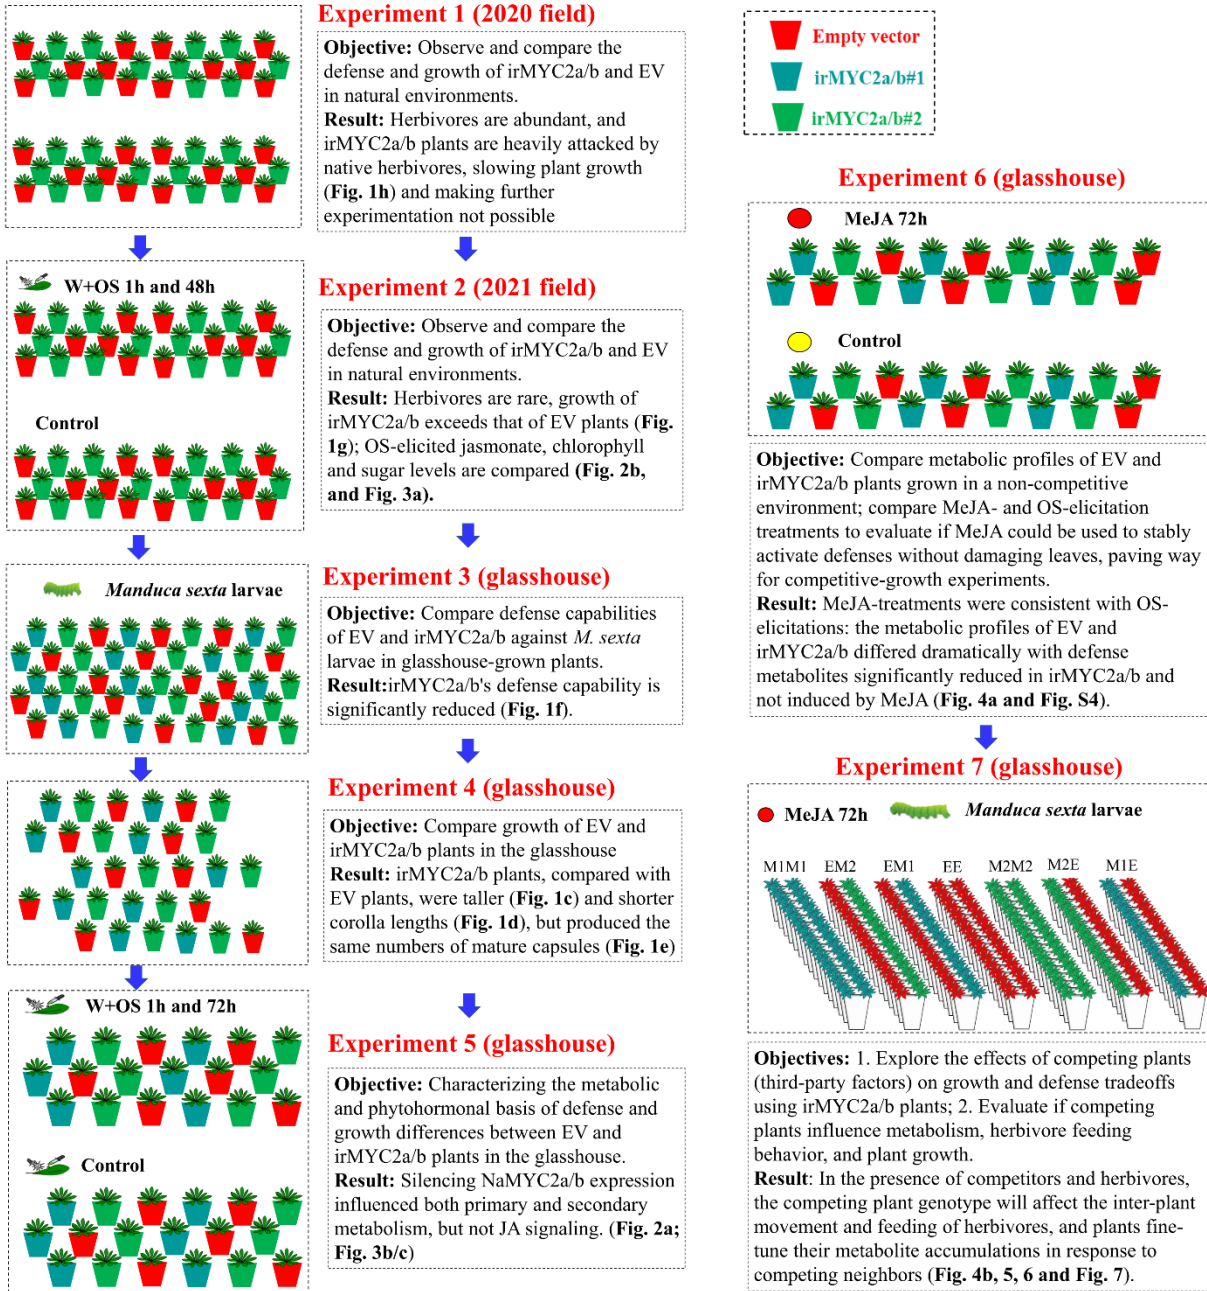 Experiment 1 (2020 field)
Objective: Observe and compare the
defense and growth of irMYC2a/b and EV
in natural environments.
Result: Herbivores are abundant, and
irMYC2a/b plants are heavily attacked by
native herbivores, slowing plant growth
(Fig. 1h) and making further
experimentation not possible
W+OS 1h and 48h
Control
Experiment 2 (2021 field)
Objective: Observe and compare the
defense and growth of irMYC2a/b and EV
in natural environments.
Result: Herbivores are rare, growth of
irMYC2a/b exceeds that of EV plants (Fig.
1g); OS-elicited jasmonate, chlorophyll
and sugar levels are compared (Fig. 2b,
and Fig. 3a).
Manduca sexta larvae
Experiment 3 (glasshouse)
Objective: Compare defense capabilities
of EV and irMYC2a/b against M. sexta
larvae in glasshouse-grown plants.
Result:irMYC2a/b's defense capability is
significantly reduced (Fig. 1f).
Experiment 4 (glasshouse)
Objective: Compare growth of EV and
irMYC2a/b plants in the glasshouse
Result: irMYC2a/b plants, compared with
EV plants, were taller (Fig. 1c) and shorter
corolla lengths (Fig. 1d), but produced the
same numbers of mature capsules (Fig. 1e)
W+OS 1h and 72h
Control
Experiment 5 (glasshouse)
Objective: Characterizing the metabolic
and phytohormonal basis of defense and
growth differences between EV and
irMYC2a/b plants in the glasshouse.
Result: Silencing NaMYC2a/b expression
influenced both primary and secondary
metabolism, but not JA signaling. (Fig. 2a;
Fig. 3b/c)
Empty vector
irMYC2a/b#1
irMYC2a/b#2
Experiment 6 (glasshouse)
MeJA 72h
Control
Objective: Compare metabolic profiles of EV and
irMYC2a/b plants grown in a non-competitive
environment; compare MeJA- and OS-elicitation
treatments to evaluate if MeJA could be used to stably
activate defenses without damaging leaves, paving way
for competitive-growth experiments.
Result: MeJA-treatments were consistent with OS-
elicitations: the metabolic profiles of EV and
irMYC2a/b differed dramatically with defense
metabolites significantly reduced in irMYC2a/b and
not induced by MeJA (Fig. 4a and Fig. S4).
Experiment 7 (glasshouse)
MeJA 72h Manduca sexta larvae
M1M1 EM2 EM1 EE M2M2 M2E M1E
Objectives: 1. Explore the effects of competing plants
(third-party factors) on growth and defense tradeoffs
using irMYC2a/b plants; 2. Evaluate if competing
plants influence metabolism, herbivore feeding
behavior, and plant growth.
Result: In the presence of competitors and herbivores,
the competing plant genotype will affect the inter-plant
movement and feeding of herbivores, and plants fine-
tune their metabolite accumulations in response to
competing neighbors (Fig. 4b, 5, 6 and Fig. 7).